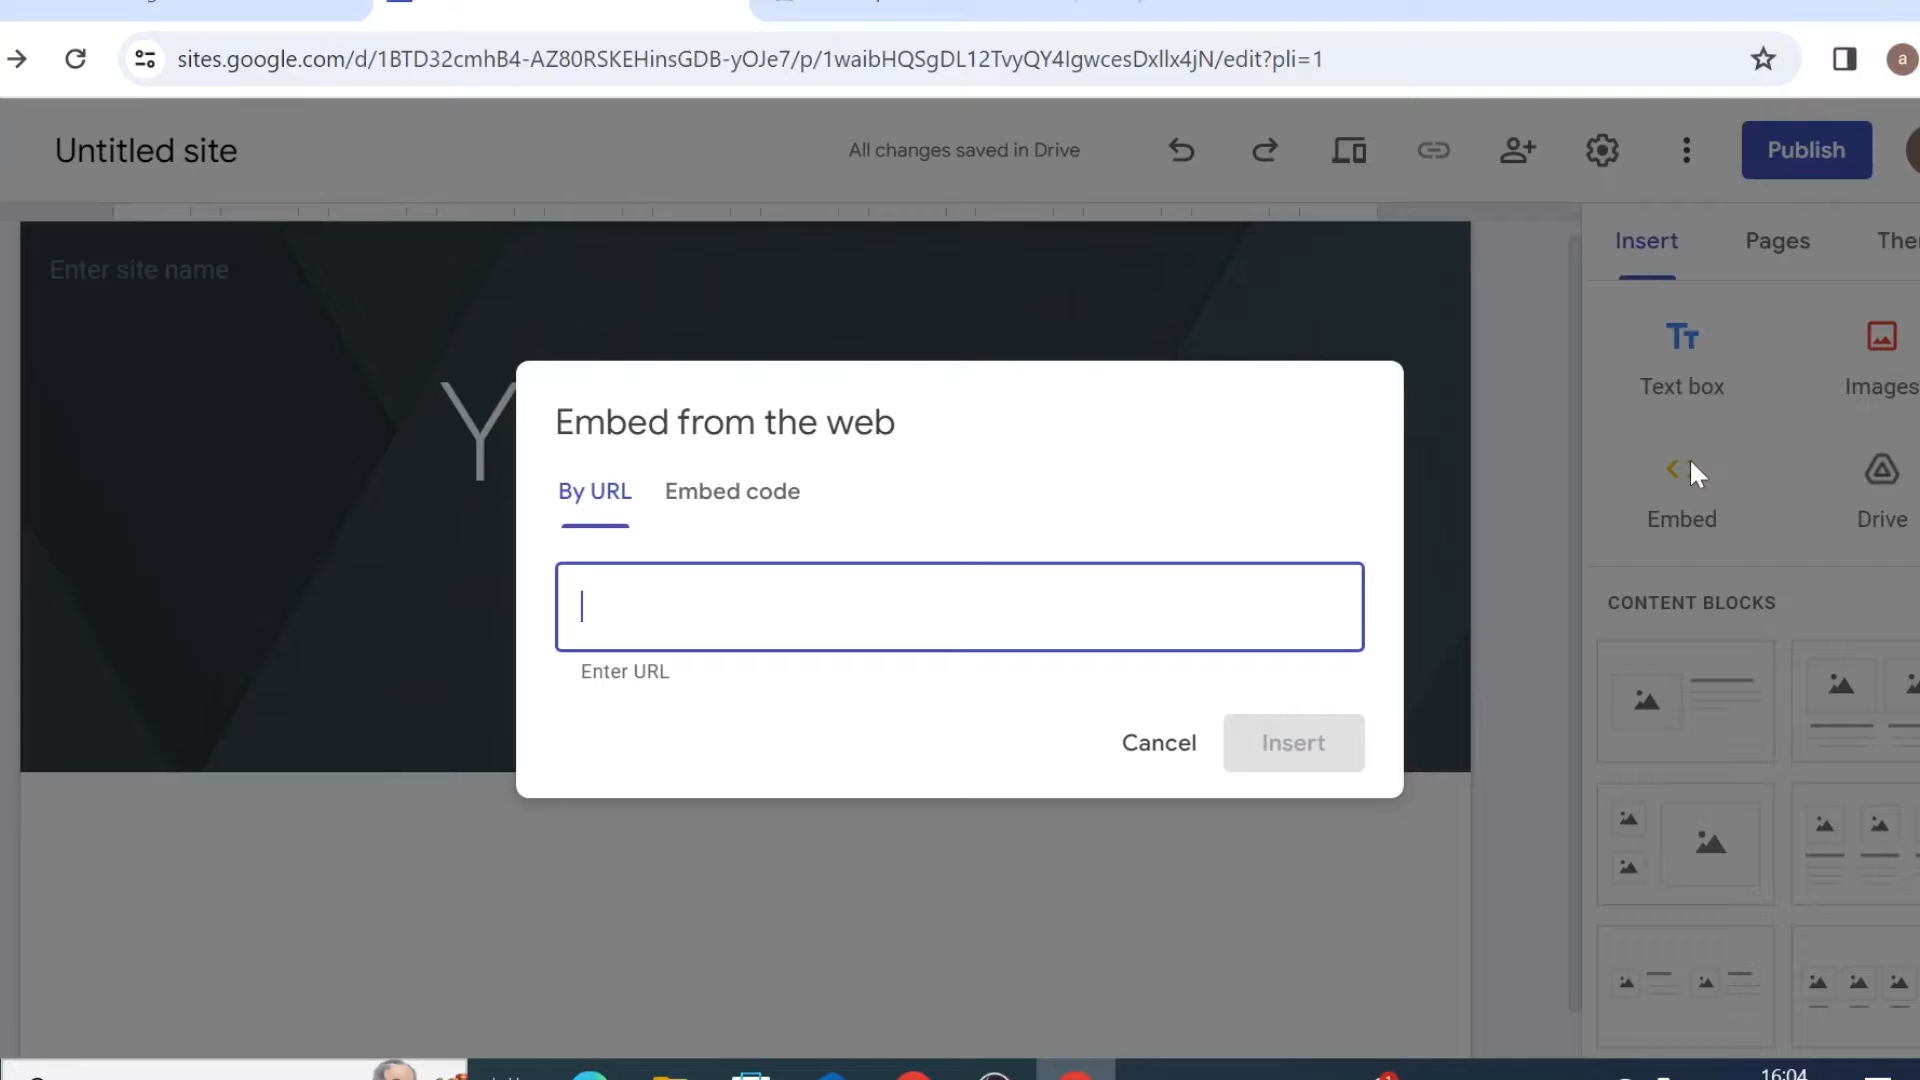 sites.google.com/d/1BTD32cmhB4-AZ80RSKEHinsGDB-yOJe7/p/1waibHQSgDL12TvyQY4IgwcesDxllx4jN/edit?pli=1
a
Untitled site
All changes saved in Drive
Publish
Insert
Pages
The
Enter site name
Y
Text box
Images
Embed from the web
By URL
Embed code
Embed
Drive
Enter URL
CONTENT BLOCKS
Cancel
Insert
16:04